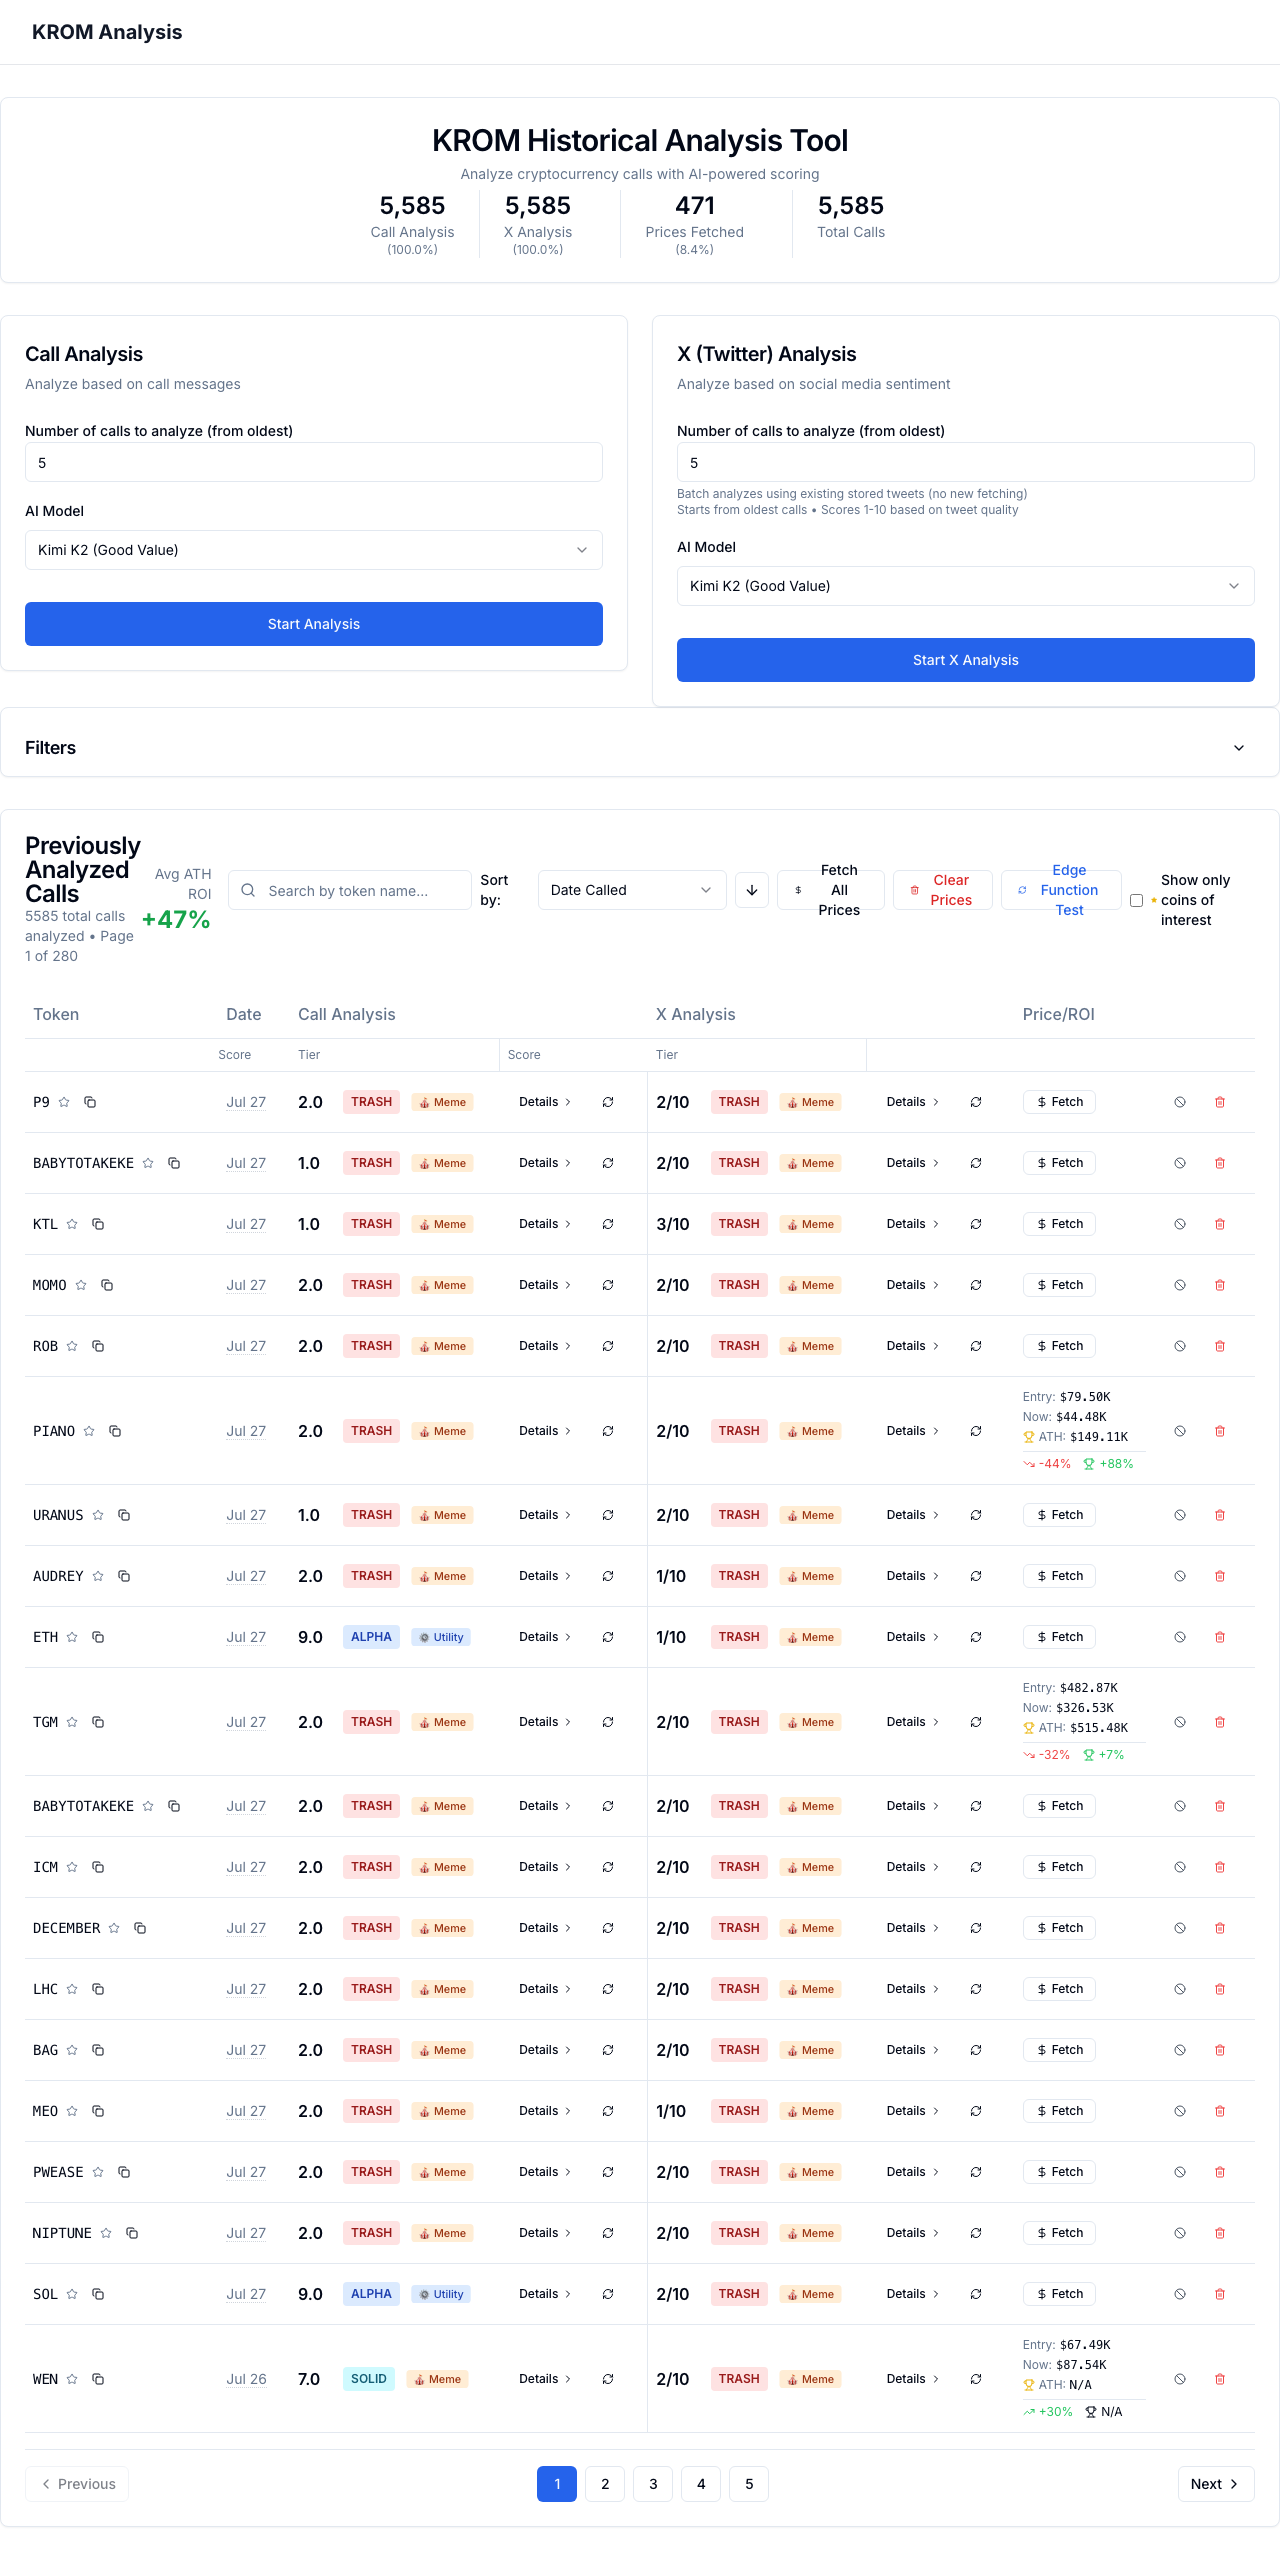 KROM Analysis
KROM Historical Analysis Tool
Analyze cryptocurrency calls with AI-powered scoring
5,585 5,585 471 5,585
Call Analysis X Analysis Prices Fetched Total Calls
(100.0%) (100.0%) (8.4%)
Call Analysis
Analyze based on call messages
Number of calls to analyze (from oldest)
5
AI Model
Kimi K2 (Good Value)
Start Analysis
X (Twitter) Analysis
Analyze based on social media sentiment
Number of calls to analyze (from oldest)
5
Batch analyzes using existing stored tweets (no new fetching)
Starts from oldest calls • Scores 1-10 based on tweet quality
AI Model
Kimi K2 (Good Value)
Start X Analysis
Filters
Previously
Analyzed
Calls
5585 total calls
analyzed • Page
1 of 280
Avg ATH
ROI
+47%
Search by token name...
Sort
by:
Date Called
Fetch
All
Prices
Clear
Prices
Edge
Function
Test
Show only
coins of
interest
Token Date Call Analysis X Analysis Price/ROI
Score Tier Score Tier
P9 Jul 27 2.0 TRASH Meme Details 2/10 TRASH Meme Details Fetch
BABYTOTAKEKE Jul 27 1.0 TRASH Meme Details 2/10 TRASH Meme Details Fetch
KTL Jul 27 1.0 TRASH Meme Details 3/10 TRASH Meme Details Fetch
MOMO Jul 27 2.0 TRASH Meme Details 2/10 TRASH Meme Details Fetch
ROB Jul 27 2.0 TRASH Meme Details 2/10 TRASH Meme Details Fetch
PIANO Jul 27 2.0 TRASH Meme Details 2/10 TRASH Meme Details
Entry: $79.50K
Now: $44.48K
ATH: $149.11K
-44% +88%
URANUS Jul 27 1.0 TRASH Meme Details 2/10 TRASH Meme Details Fetch
AUDREY Jul 27 2.0 TRASH Meme Details 1/10 TRASH Meme Details Fetch
ETH Jul 27 9.0 ALPHA Utility Details 1/10 TRASH Meme Details Fetch
TGM Jul 27 2.0 TRASH Meme Details 2/10 TRASH Meme Details
Entry: $482.87K
Now: $326.53K
ATH: $515.48K
-32% +7%
BABYTOTAKEKE Jul 27 2.0 TRASH Meme Details 2/10 TRASH Meme Details Fetch
ICM Jul 27 2.0 TRASH Meme Details 2/10 TRASH Meme Details Fetch
DECEMBER Jul 27 2.0 TRASH Meme Details 2/10 TRASH Meme Details Fetch
LHC Jul 27 2.0 TRASH Meme Details 2/10 TRASH Meme Details Fetch
BAG Jul 27 2.0 TRASH Meme Details 2/10 TRASH Meme Details Fetch
MEO Jul 27 2.0 TRASH Meme Details 1/10 TRASH Meme Details Fetch
PWEASE Jul 27 2.0 TRASH Meme Details 2/10 TRASH Meme Details Fetch
NIPTUNE Jul 27 2.0 TRASH Meme Details 2/10 TRASH Meme Details Fetch
SOL Jul 27 9.0 ALPHA Utility Details 2/10 TRASH Meme Details Fetch
WEN Jul 26 7.0 SOLID Meme Details 2/10 TRASH Meme Details
Entry: $67.49K
Now: $87.54K
ATH: N/A
+30% N/A
Previous 1 2 3 4 5 Next